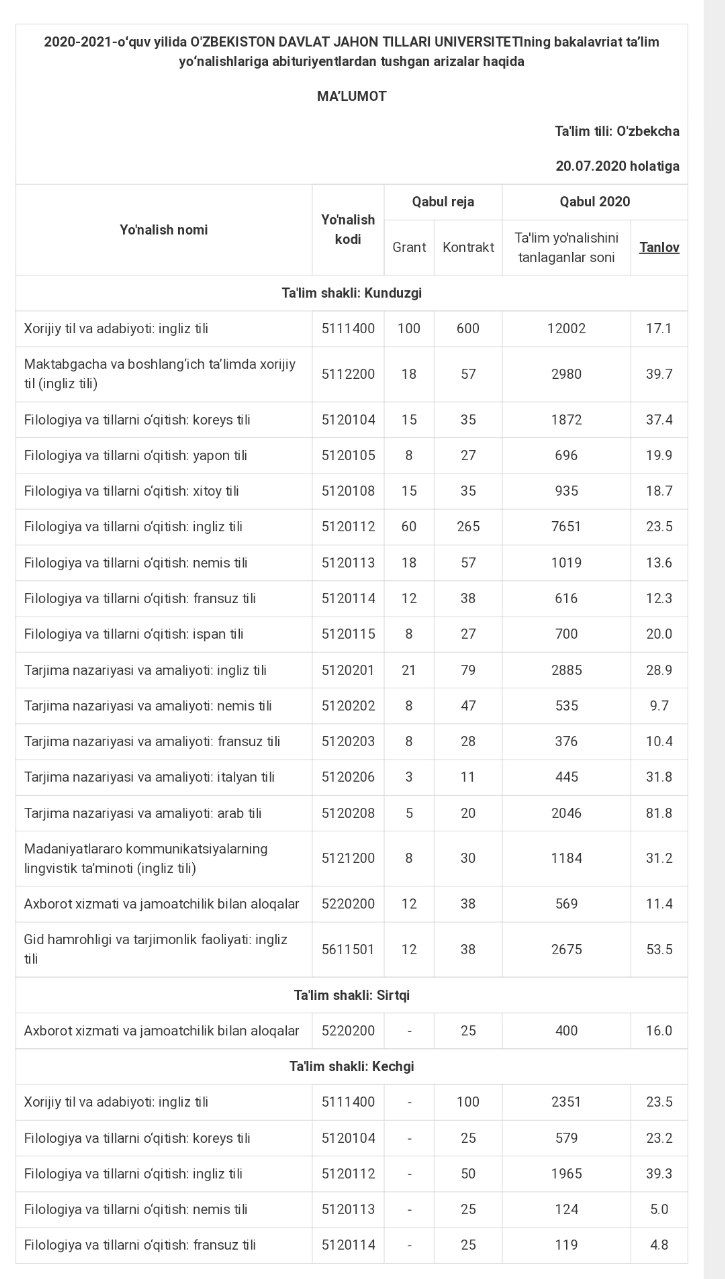 2020-2021-o‘quv yilida O'ZBEKISTON DAVLAT JAHON TILLARI UNIVERSITETIning bakalavriat ta’lim
yo‘nalishlariga abituriyentlardan tushgan arizalar haqida
MA’LUMOT
Ta'lim tili: O'zbekcha
20.07.2020 holatiga
Yo'nalish nomi Yo'nalish kodi Qabul reja Qabul 2020
Grant Kontrakt Ta'lim yo'nalishini tanlaganlar soni Tanlov
Ta'lim shakli: Kunduzgi
Xorijiy til va adabiyoti: ingliz tili 5111400 100 600 12002 17.1
Maktabgacha va boshlang‘ich ta’limda xorijiy
til (ingliz tili) 5112200 18 57 2980 39.7
Filologiya va tillarni o‘qitish: koreys tili 5120104 15 35 1872 37.4
Filologiya va tillarni o‘qitish: yapon tili 5120105 8 27 696 19.9
Filologiya va tillarni o‘qitish: xitoy tili 5120108 15 35 935 18.7
Filologiya va tillarni o‘qitish: ingliz tili 5120112 60 265 7651 23.5
Filologiya va tillarni o‘qitish: nemis tili 5120113 18 57 1019 13.6
Filologiya va tillarni o‘qitish: fransuz tili 5120114 12 38 616 12.3
Filologiya va tillarni o‘qitish: ispan tili 5120115 8 27 700 20.0
Tarjima nazariyasi va amaliyoti: ingliz tili 5120201 21 79 2885 28.9
Tarjima nazariyasi va amaliyoti: nemis tili 5120202 8 47 535 9.7
Tarjima nazariyasi va amaliyoti: fransuz tili 5120203 8 28 376 10.4
Tarjima nazariyasi va amaliyoti: italyan tili 5120206 3 11 445 31.8
Tarjima nazariyasi va amaliyoti: arab tili 5120208 5 20 2046 81.8
Madaniyatlararo kommunikatsiyalarning
lingvistik ta’minoti (ingliz tili) 5121200 8 30 1184 31.2
Axborot xizmati va jamoatchilik bilan aloqalar 5220200 12 38 569 11.4
Gid hamrohligi va tarjimonlik faoliyati: ingliz
tili 5611501 12 38 2675 53.5
Ta'lim shakli: Sirtqi
Axborot xizmati va jamoatchilik bilan aloqalar 5220200 - 25 400 16.0
Ta'lim shakli: Kechgi
Xorijiy til va adabiyoti: ingliz tili 5111400 - 100 2351 23.5
Filologiya va tillarni o‘qitish: koreys tili 5120104 - 25 579 23.2
Filologiya va tillarni o‘qitish: ingliz tili 5120112 - 50 1965 39.3
Filologiya va tillarni o‘qitish: nemis tili 5120113 - 25 124 5.0
Filologiya va tillarni o‘qitish: fransuz tili 5120114 - 25 119 4.8